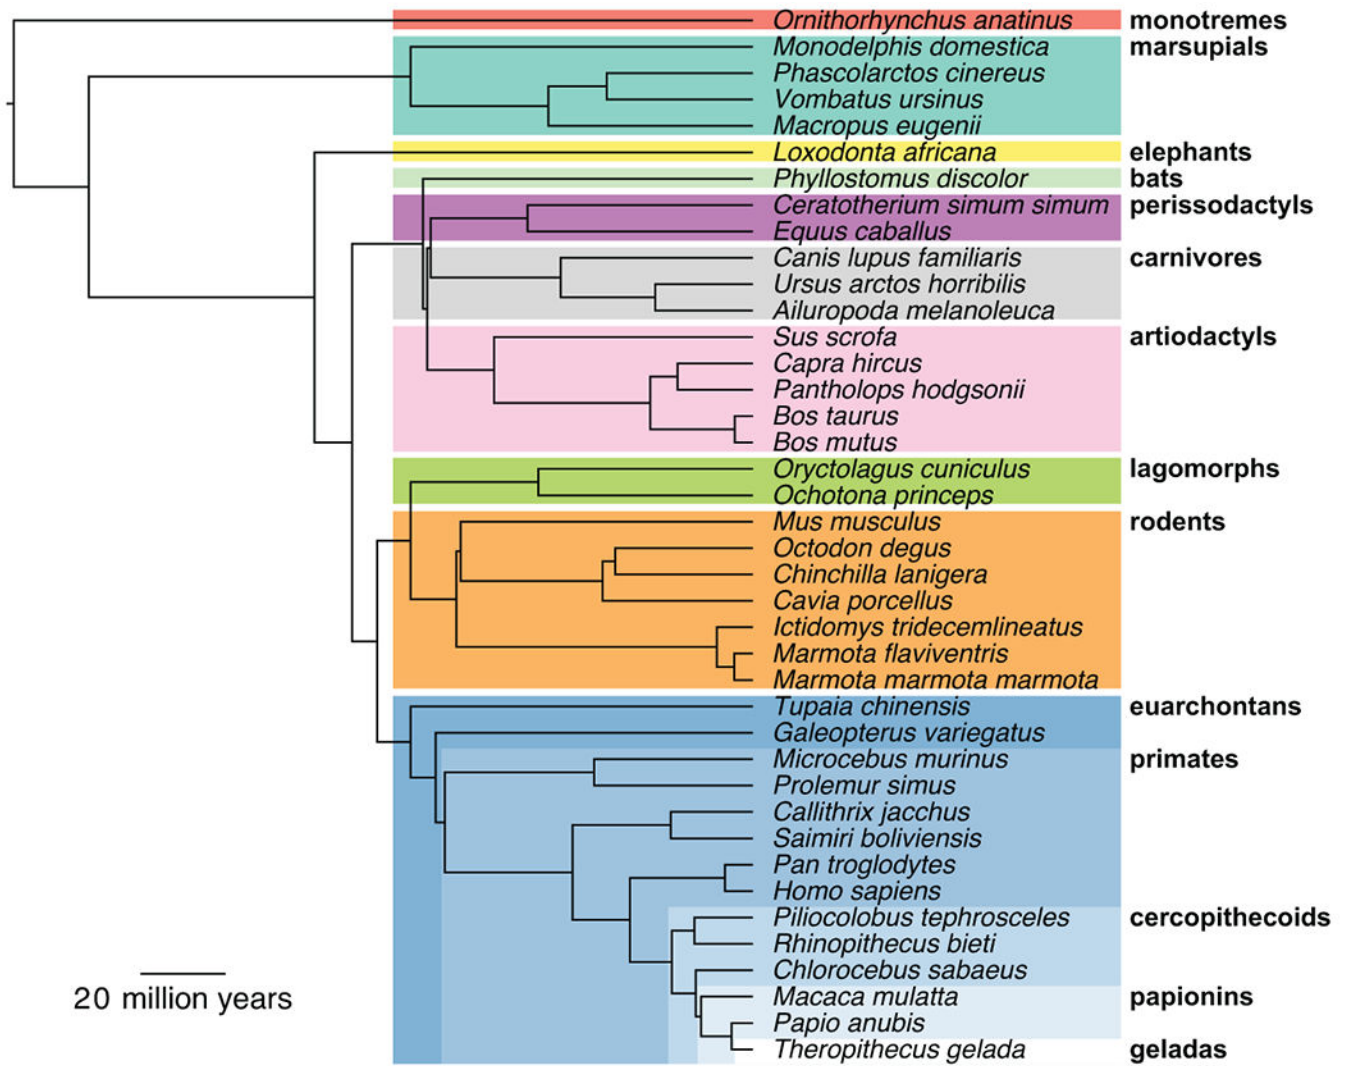 Ornithorhynchus anatinus monotremes
Monodelphis domestica marsupials
Phascolarctos cinereus
Vombatus ursinus
Macropus eugenii
Loxodonta africana elephants
Phyllostomus discolor bats
Ceratotherium simum simum perissodactyls
Equus caballus
Canis lupus familiaris carnivores
Ursus arctos horribilis
Ailuropoda melanoleuca
Sus scrofa artiodactyls
Capra hircus
Pantholops hodgsonii
Bos taurus
Bos mutus
Oryctolagus cuniculus lagomorphs
Ochotona princeps
Mus musculus rodents
Octodon degus
Chinchilla lanigera
Cavia porcellus
Ictidomys tridecemlineatus
Marmota flaviventris
Marmota marmota marmota
Tupaia chinensis euarchontans
Galeopterus variegatus
Microcebus murinus primates
Prolemur simus
Callithrix jacchus
Saimiri boliviensis
Pan troglodytes
Homo sapiens
Piliocolobus tephrosceles cercopithecoids
Rhinopithecus bieti
Chlorocebus sabaeus
Macaca mulatta papionins
Papio anubis
Theropithecus gelada geladas
20 million years